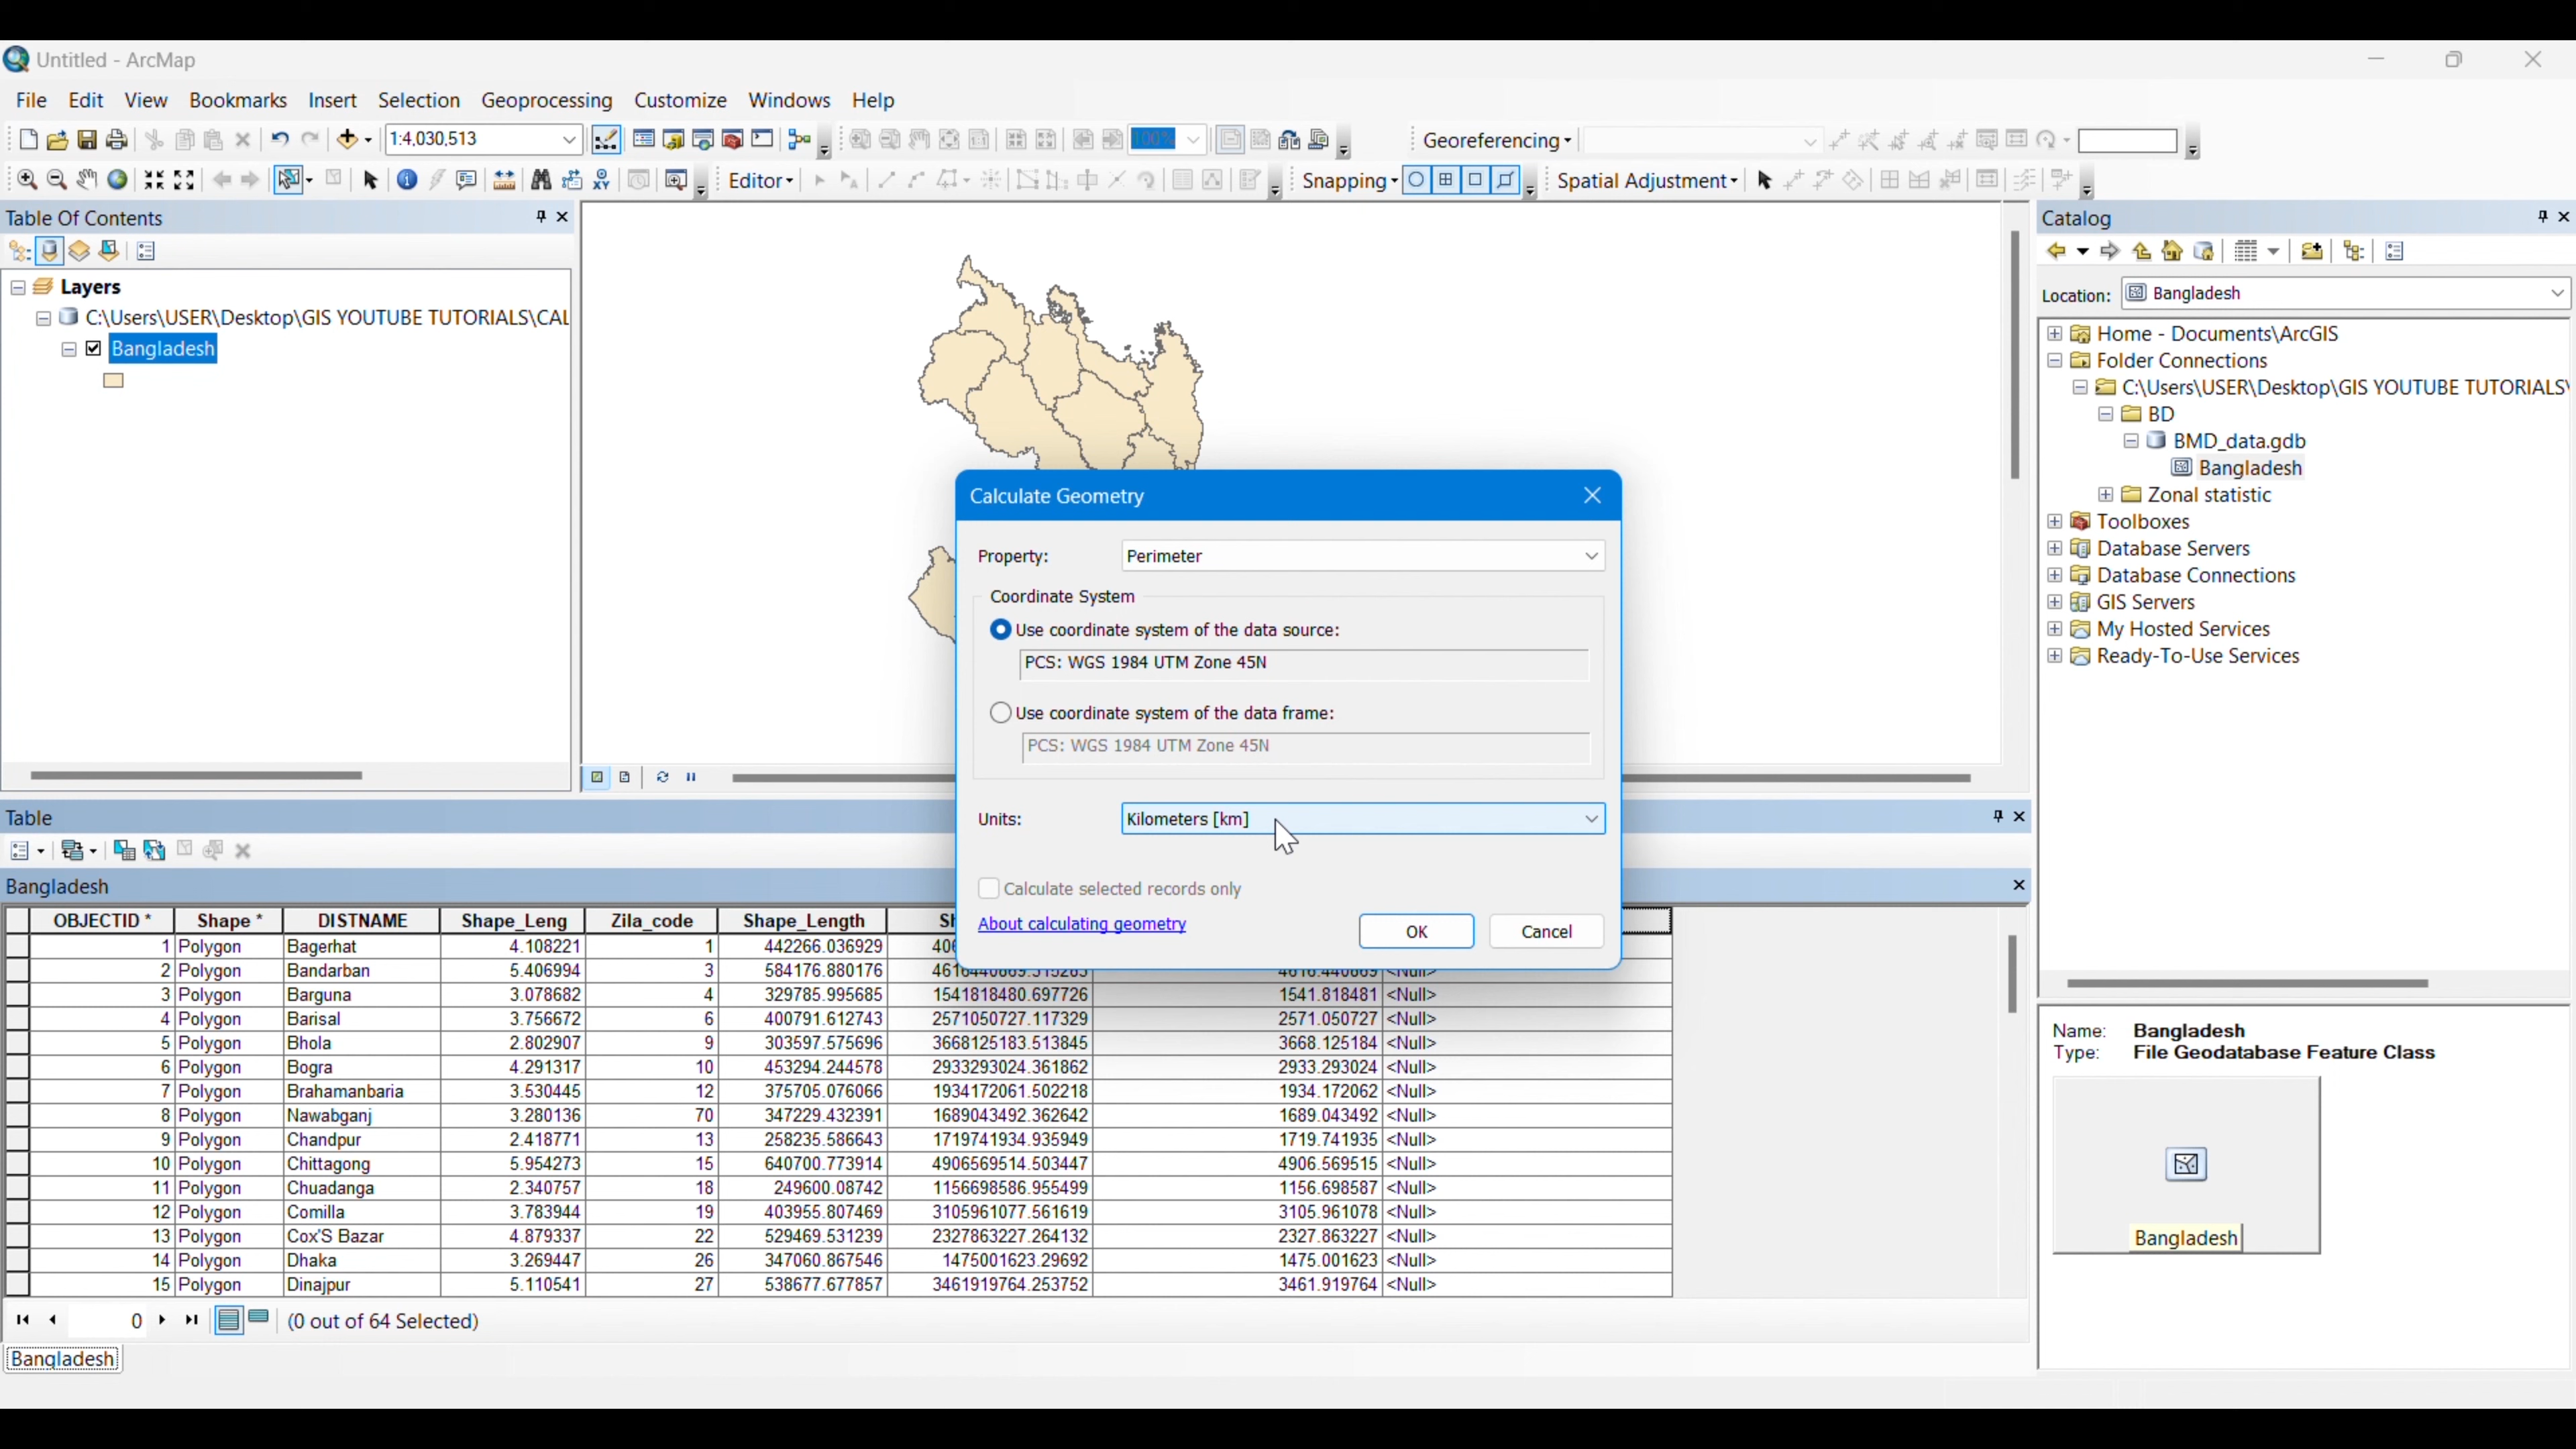 Untitled - ArcMap
File Edit View Bookmarks Insert Selection Geoprocessing Customize Windows Help
1:4,030,513 100% Georeferencing
Editor Snapping Spatial Adjustment
Table Of Contents
Layers
C:\Users\USER\Desktop\GIS YOUTUBE TUTORIALS\CAL
Bangladesh
Catalog
Location: Bangladesh
Home - Documents\ArcGIS
Folder Connections
C:\Users\USER\Desktop\GIS YOUTUBE TUTORIALS\
BD
BMD_data.gdb
Bangladesh
Zonal statistic
Toolboxes
Database Servers
Database Connections
GIS Servers
My Hosted Services
Ready-To-Use Services
Name: Bangladesh
Type: File Geodatabase Feature Class
Bangladesh
Calculate Geometry
Property: Perimeter
Coordinate System
Use coordinate system of the data source:
PCS: WGS 1984 UTM Zone 45N
Use coordinate system of the data frame:
PCS: WGS 1984 UTM Zone 45N
Units: Kilometers [km]
Calculate selected records only
About calculating geometry
OK Cancel
Table
Bangladesh
OBJECTID * Shape * DISTNAME Shape_Leng Zila_code Shape_Length
1 Polygon Bagerhat 4.108221 1 442266.036929
2 Polygon Bandarban 5.406994 3 584176.880176 4616440869.315283 4616.440869 <Null>
3 Polygon Barguna 3.078682 4 329785.995685 1541818480.697726 1541.818481 <Null>
4 Polygon Barisal 3.756672 6 400791.612743 2571050727.117329 2571.050727 <Null>
5 Polygon Bhola 2.802907 9 303597.575696 3668125183.513845 3668.125184 <Null>
6 Polygon Bogra 4.291317 10 453294.244578 2933293024.361862 2933.293024 <Null>
7 Polygon Brahamanbaria 3.530445 12 375705.076066 1934172061.502218 1934.172062 <Null>
8 Polygon Nawabganj 3.280136 70 347229.432391 1689043492.362642 1689.043492 <Null>
9 Polygon Chandpur 2.418771 13 258235.586643 1719741934.935949 1719.741935 <Null>
10 Polygon Chittagong 5.954273 15 640700.773914 4906569514.503447 4906.569515 <Null>
11 Polygon Chuadanga 2.340757 18 249600.08742 1156698586.955499 1156.698587 <Null>
12 Polygon Comilla 3.783944 19 403955.807469 3105961077.561619 3105.961078 <Null>
13 Polygon Cox'S Bazar 4.879337 22 529469.531239 2327863227.264132 2327.863227 <Null>
14 Polygon Dhaka 3.269447 26 347060.867546 1475001623.29692 1475.001623 <Null>
15 Polygon Dinajpur 5.110541 27 538677.677857 3461919764.253752 3461.919764 <Null>
0 (0 out of 64 Selected)
Bangladesh